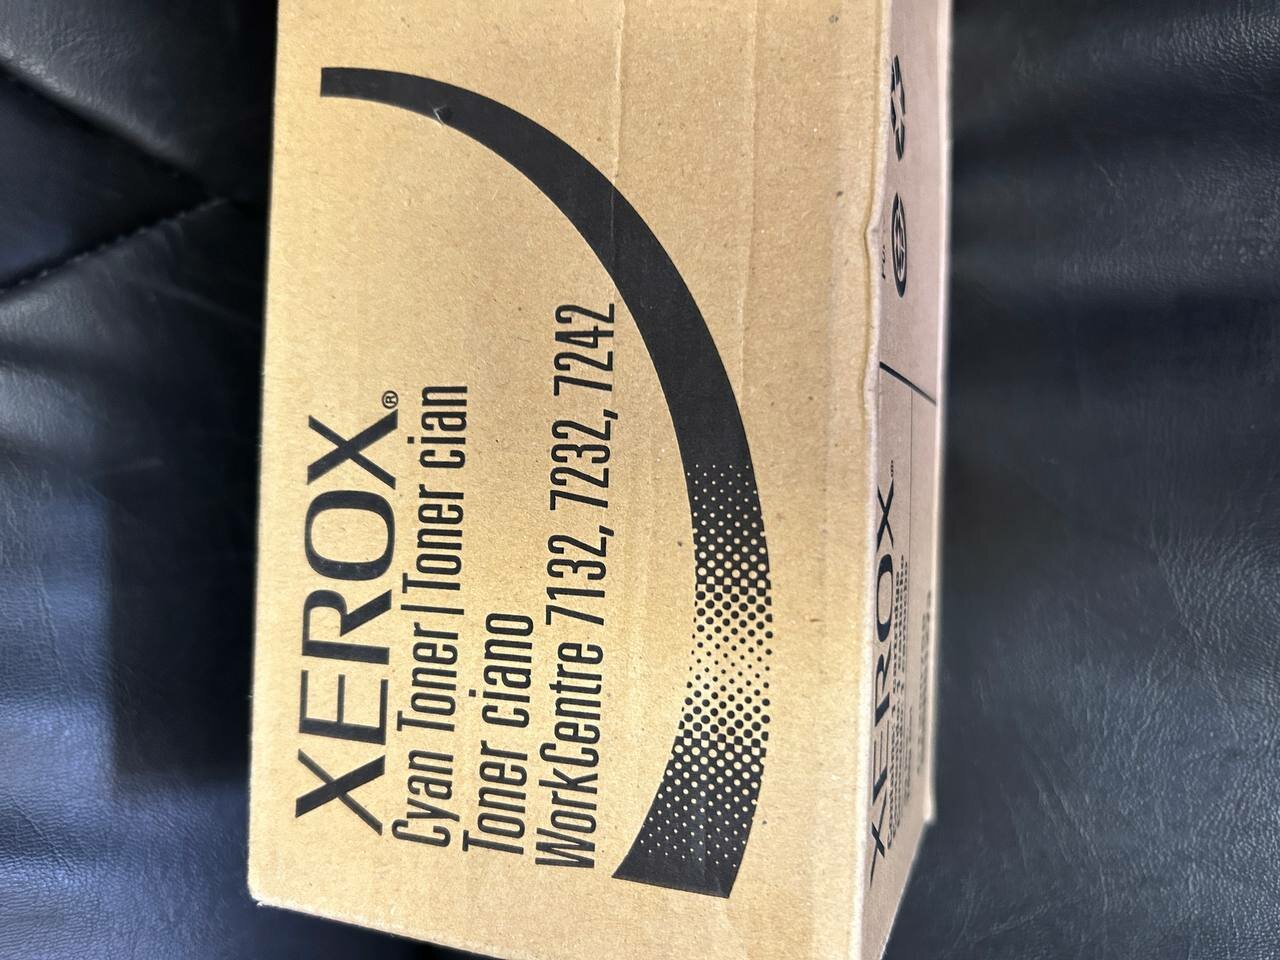 XEROX®
Cyan Toner | Toner cian
Toner ciano
WorkCentre 7132, 7232, 7242
XEROX